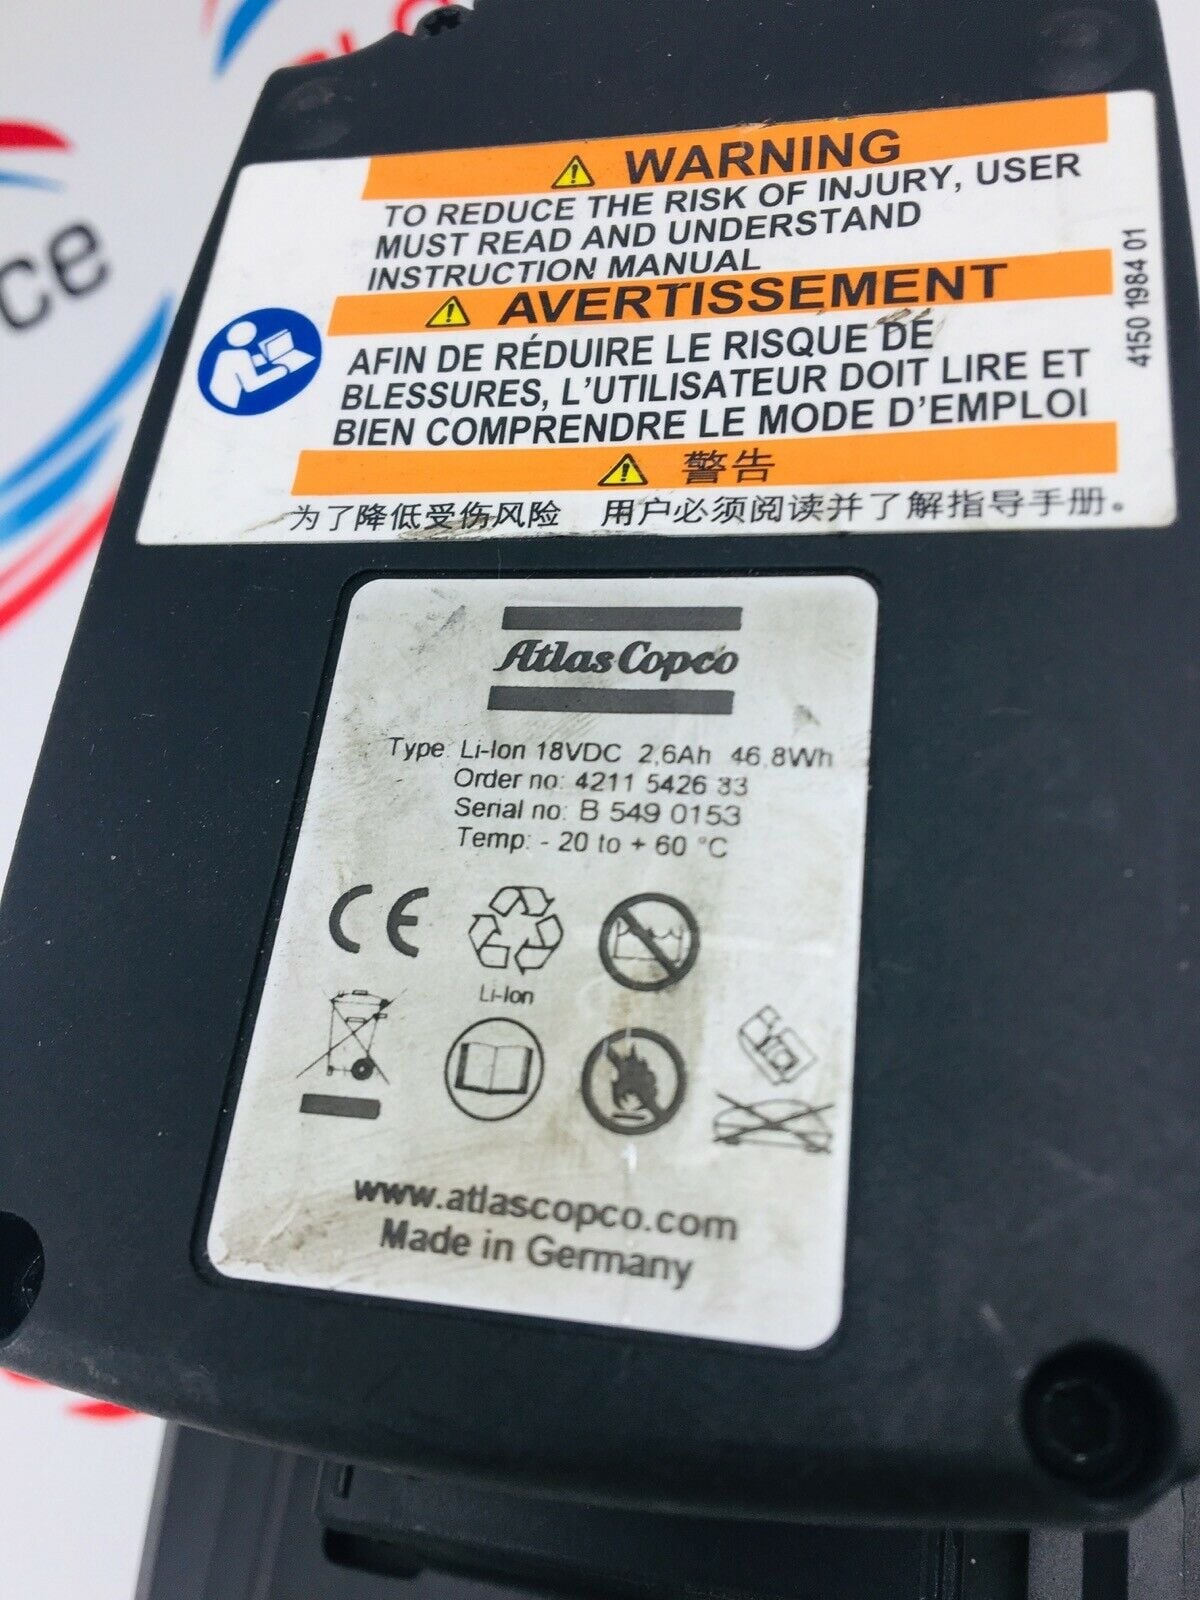 ce
WARNING
TO REDUCE THE RISK OF INJURY, USER
MUST READ AND UNDERSTAND
INSTRUCTION MANUAL
AVERTISSEMENT
AFIN DE RÉDUIRE LE RISQUE DE
BLESSURES, L'UTILISATEUR DOIT LIRE ET
BIEN COMPRENDRE LE MODE D'EMPLOI
警告
为了降低受伤风险 用户必须阅读并了解指导手册。
4150 1984 01
Atlas Copco
Type: Li-Ion 18VDC 2,6Ah 46,8Wh
Order no: 4211 5426 83
Serial no: B 549 0153
Temp: - 20 to + 60 °C
CE
Li-Ion
www.atlascopco.com
Made in Germany